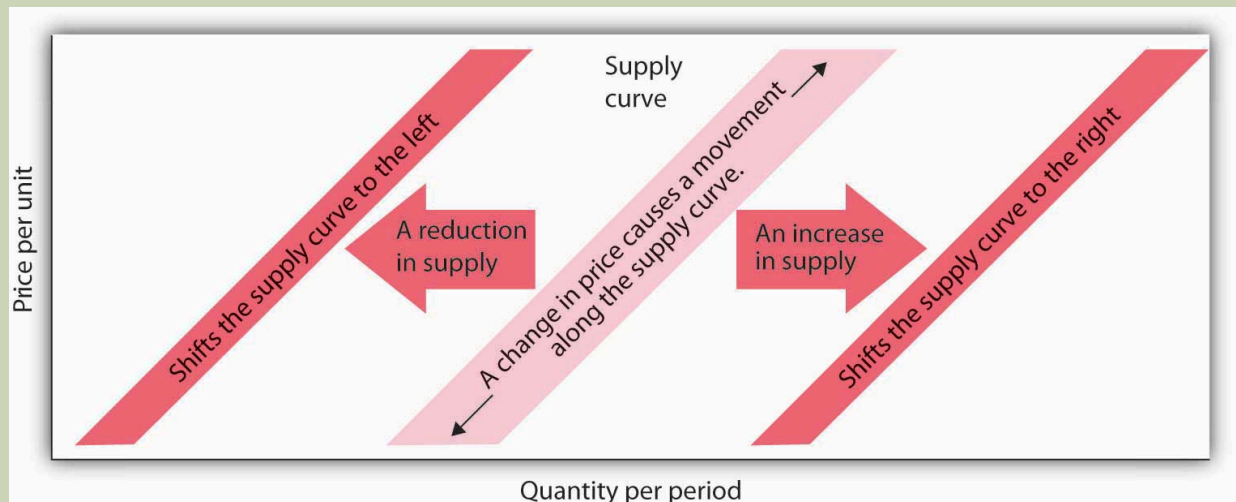 Supply
curve
Price per unit
Shifts the supply curve to the left
A reduction
in supply
A change in price causes a movement
along the supply curve.
An increase
in supply
Shifts the supply curve to the right
Quantity per period